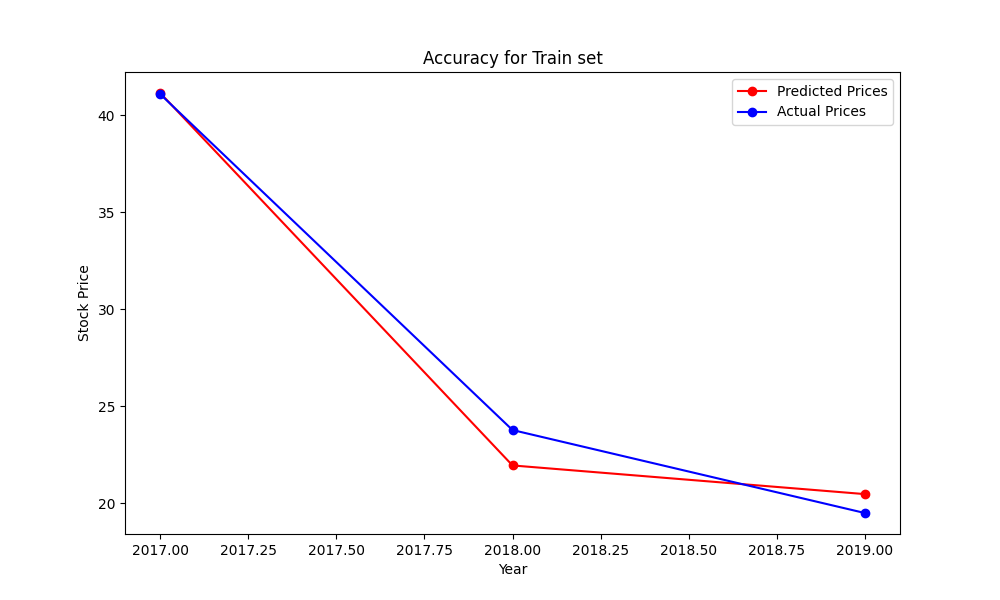 Accuracy for Train set
Predicted Prices
Actual Prices
40
35
30
25
20
Stock Price
2017.00 2017.25 2017.50 2017.75 2018.00 2018.25 2018.50 2018.75 2019.00
Year